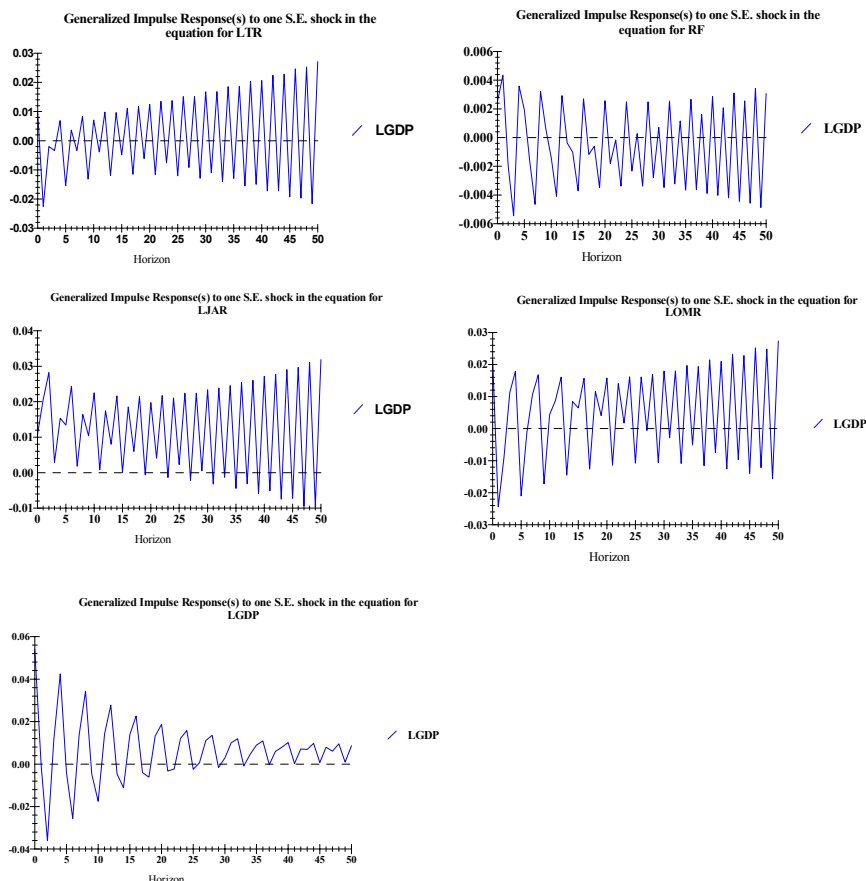 Generalized Impulse Response(s) to one S.E. shock in the
equation for LTR
0.03
0.03
0.02
0.01
0.00
-0.01
-0.02
-0.03
0 5 10 15 20 25 30 35 40 45 50
Horizon
LGDP
Generalized Impulse Response(s) to one S.E. shock in the
equation for RF
0.006
0.004
0.002
0.000
-0.002
-0.004
-0.006
0 5 10 15 20 25 30 35 40 45 50
Horizon
LGDP
Generalized Impulse Response(s) to one S.E. shock in the equation for
LJAR
0.04
0.03
0.02
0.01
0.00
-0.01
0 5 10 15 20 25 30 35 40 45 50
Horizon
LGDP
Generalized Impulse Response(s) to one S.E. shock in the equation for
LOMR
0.03
0.02
0.01
0.00
-0.01
-0.02
-0.03
0 5 10 15 20 25 30 35 40 45 50
Horizon
LGDP
Generalized Impulse Response(s) to one S.E. shock in the equation for
LGDP
0.06
0.04
0.02
0.00
-0.02
-0.04
0 5 10 15 20 25 30 35 40 45 50
Horizon
LGDP